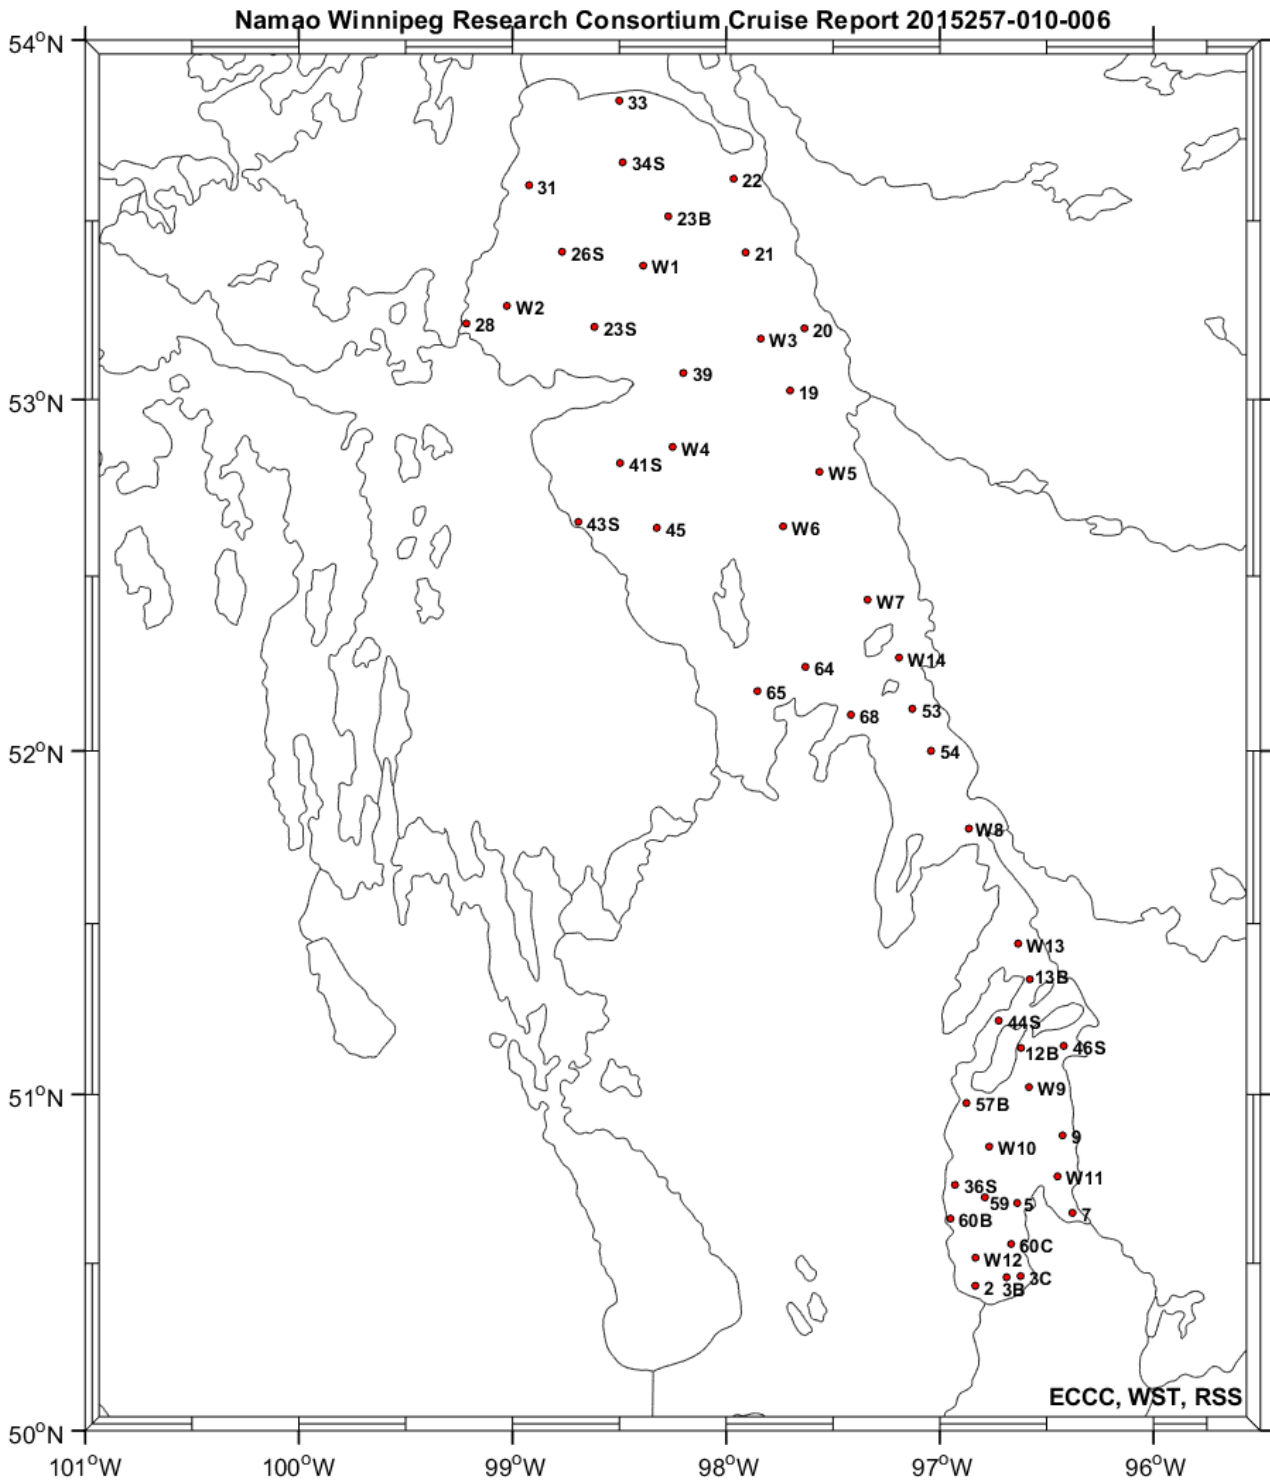 Namao Winnipeg Research Consortium Cruise Report 2015257-010-006
54°N
33
34S
22
31
23B
26S
21
W1
W2
28
23S
20
W3
39
19
53°N
W4
41S
W5
43S
45
W6
W7
W14
64
65
53
68
52°N
54
W8
W13
13B
44S
46S
12B
W9
51°N
57B
9
W10
W11
36S
59
5
7
60B
60C
W12
3C
2
3B
ECCC, WST, RSS
50°N
101°W 100°W 99°W 98°W 97°W 96°W